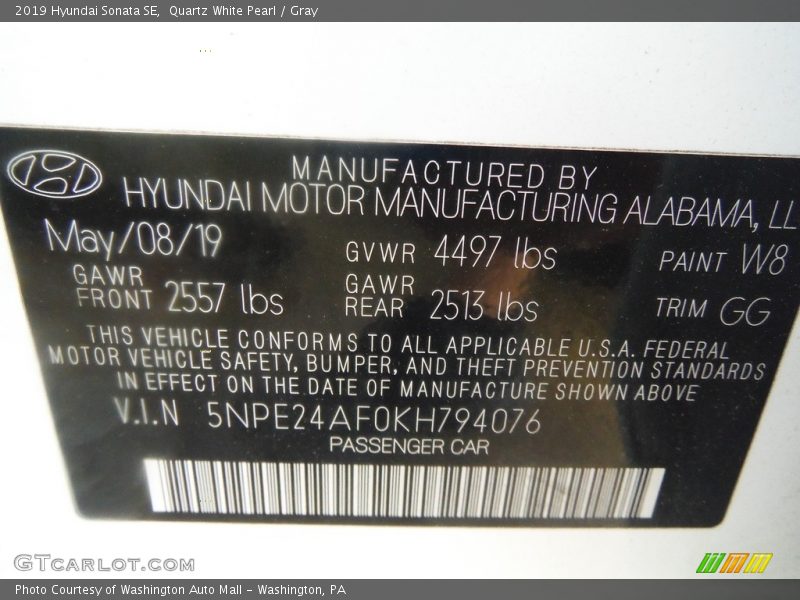 2019 Hyundai Sonata SE,  Quartz White Pearl / Gray
MANUFACTURED BY
HYUNDAI MOTOR MANUFACTURING ALABAMA, LL
May/08/19
GVWR 4497 lbs
PAINT W8
GAWR FRONT 2557 lbs
GAWR REAR 2513 lbs
TRIM GG
THIS VEHICLE CONFORMS TO ALL APPLICABLE U.S.A. FEDERAL
MOTOR VEHICLE SAFETY, BUMPER, AND THEFT PREVENTION STANDARDS
IN EFFECT ON THE DATE OF MANUFACTURE SHOWN ABOVE
V.I.N 5NPE24AF0KH794076
PASSENGER CAR
GTCARLOT.COM
Photo Courtesy of Washington Auto Mall - Washington, PA